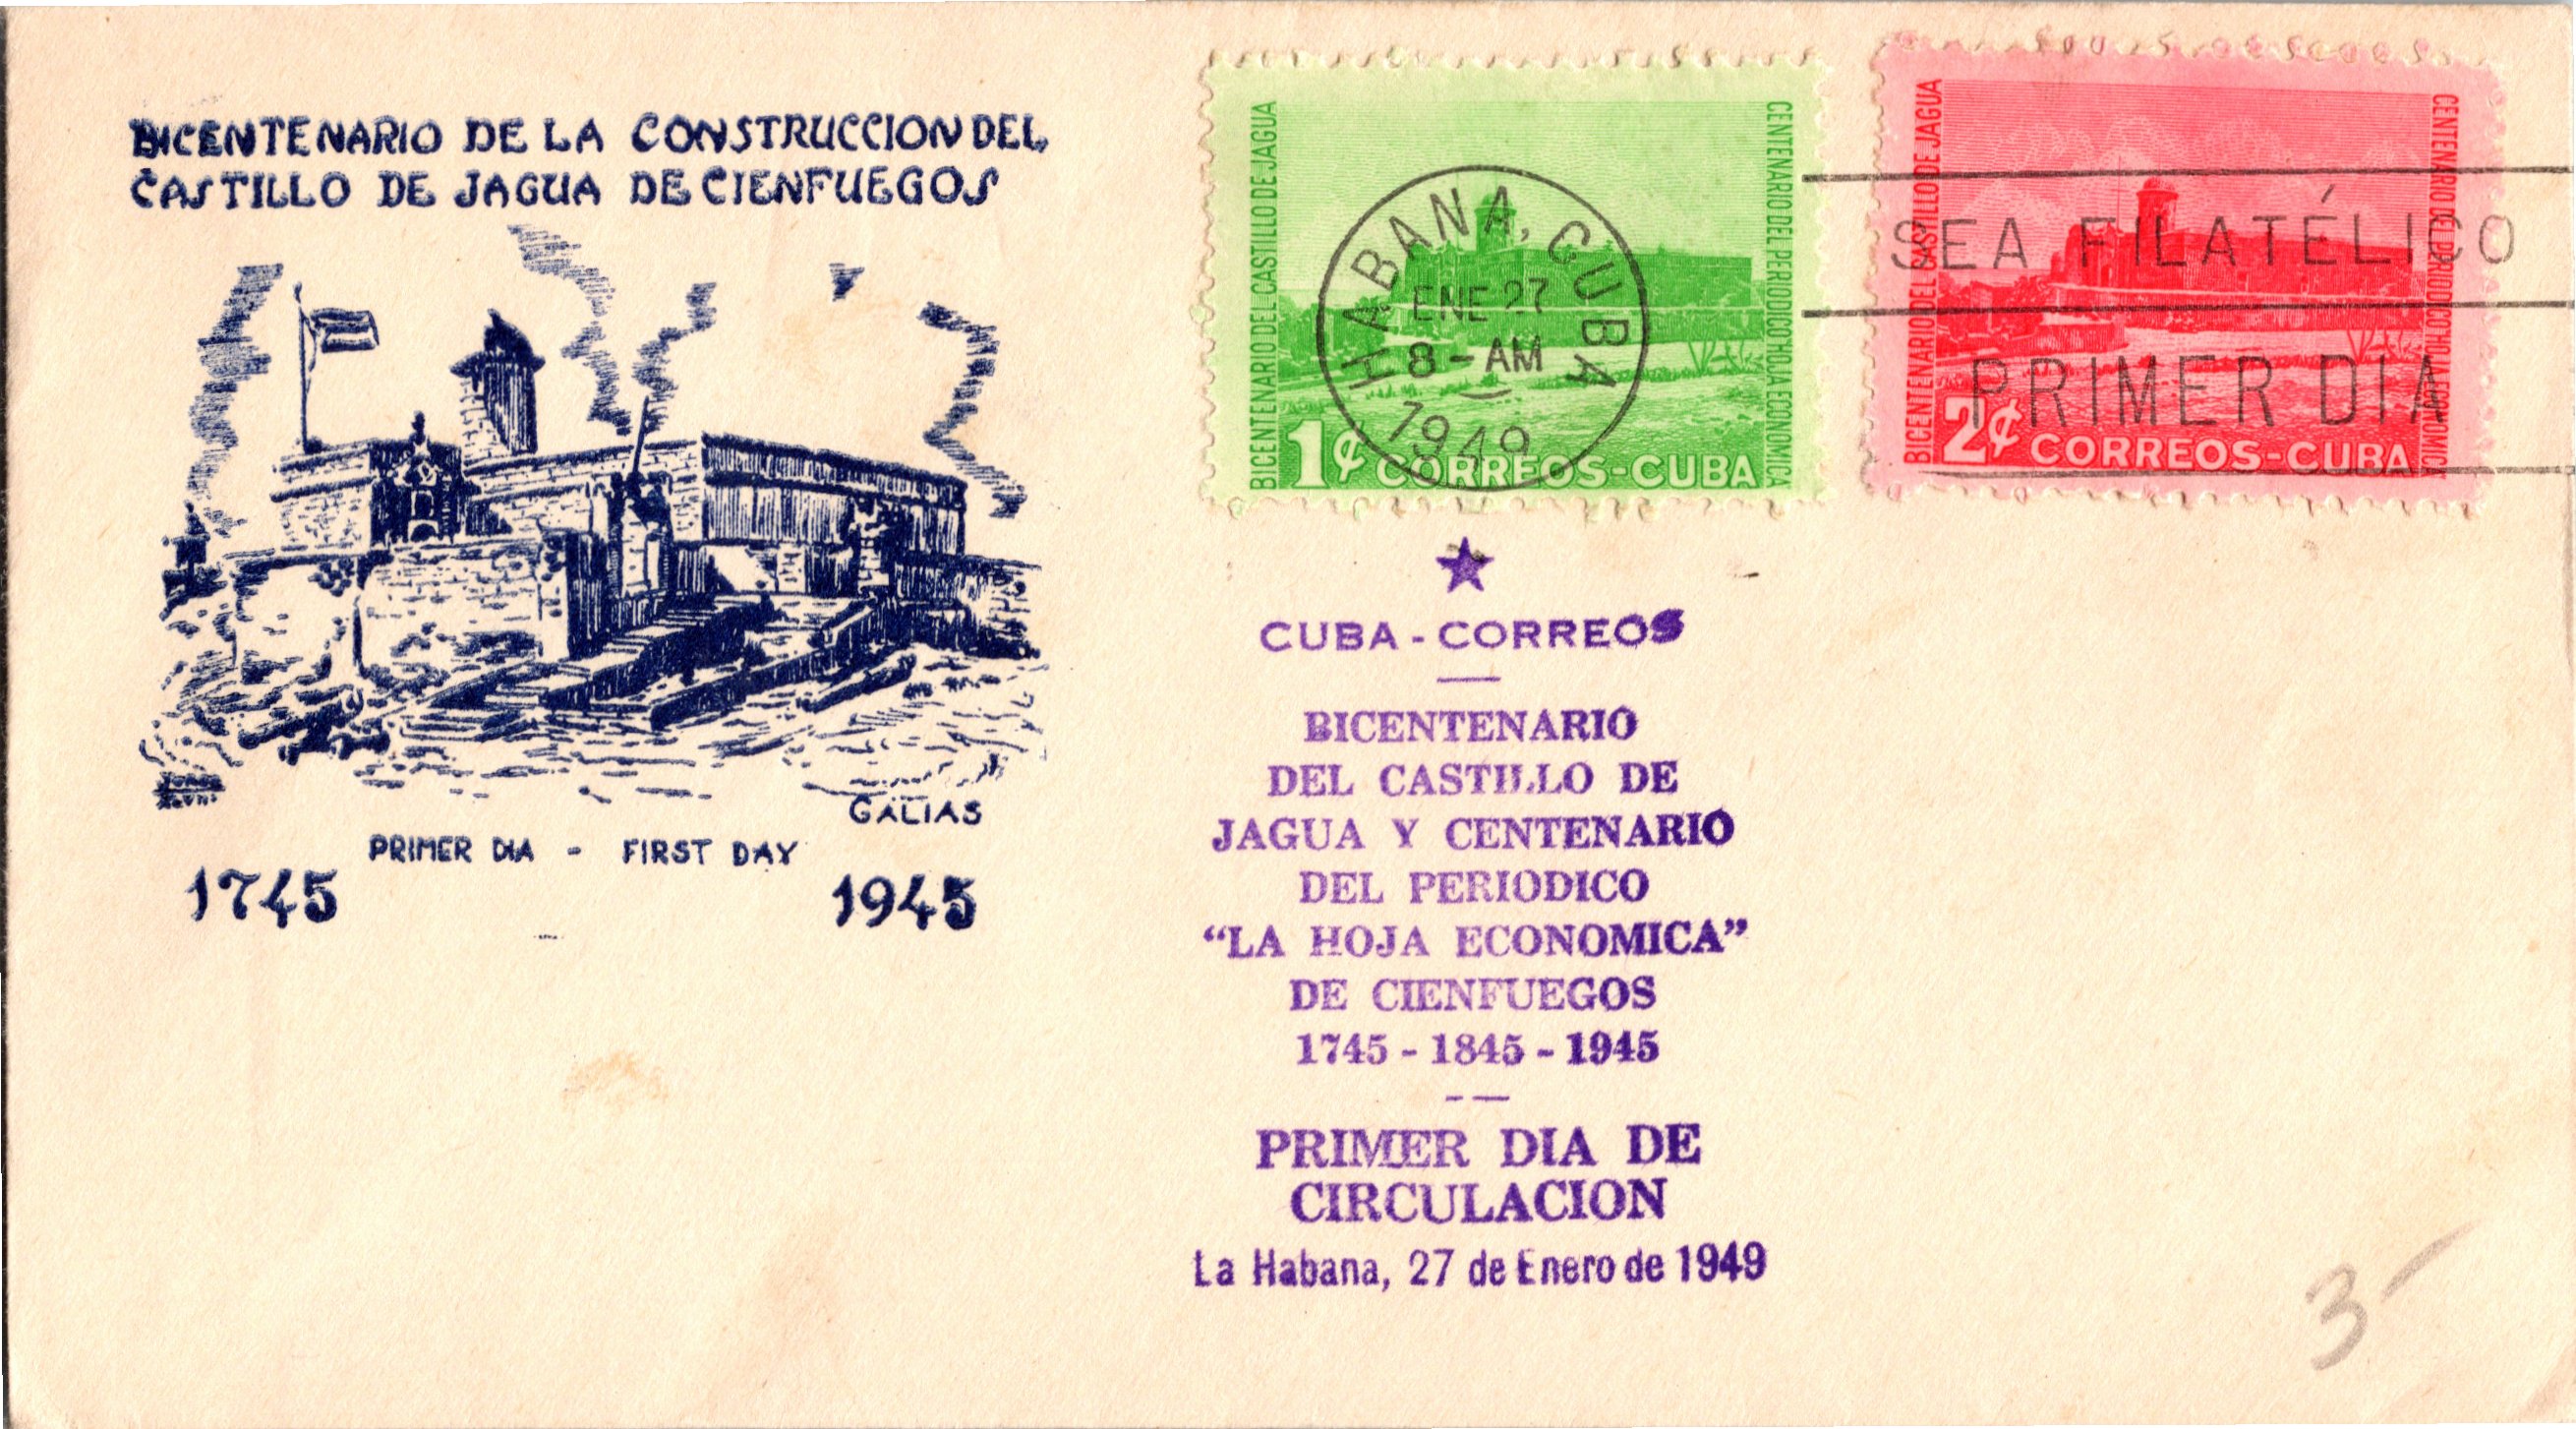 BICENTENARIO DE LA CONSTRUCCION DEL
CASTILLO DE JAGUA DE CIENFUEGOS
GALIAS
PRIMER DIA - FIRST DAY
1745 1945
BICENTENARIO DEL CASTILLO DE JAGUA
CENTENARIO DEL PERIODICO HOJA ECONOMICA
1¢ CORREOS-CUBA
HABANA, CUBA
ENE 27
8 - AM
1949
BICENTENARIO DEL CASTILLO DE JAGUA
CENTENARIO DEL PERIODICO HOJA ECONOMICA
2¢ CORREOS-CUBA
SEA FILATÉLICO
PRIMER DIA
CUBA - CORREOS
BICENTENARIO
DEL CASTILLO DE
JAGUA Y CENTENARIO
DEL PERIODICO
“LA HOJA ECONOMICA”
DE CIENFUEGOS
1745 - 1845 - 1945
PRIMER DIA DE
CIRCULACION
La Habana, 27 de Enero de 1949
3-